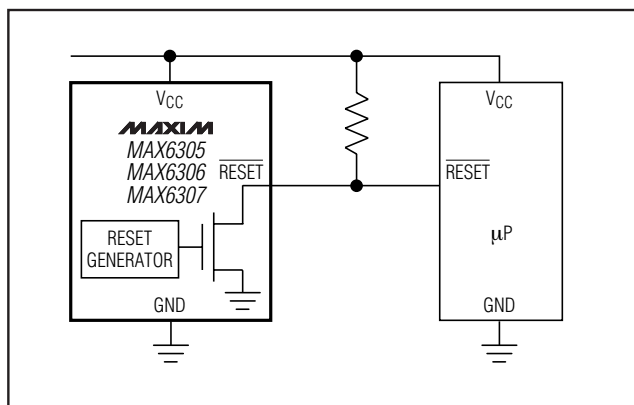 VCC
VCC
MAXIM
MAX6305
MAX6306
RESET
RESET
MAX6307
μP
RESET
GENERATOR
GND
GND